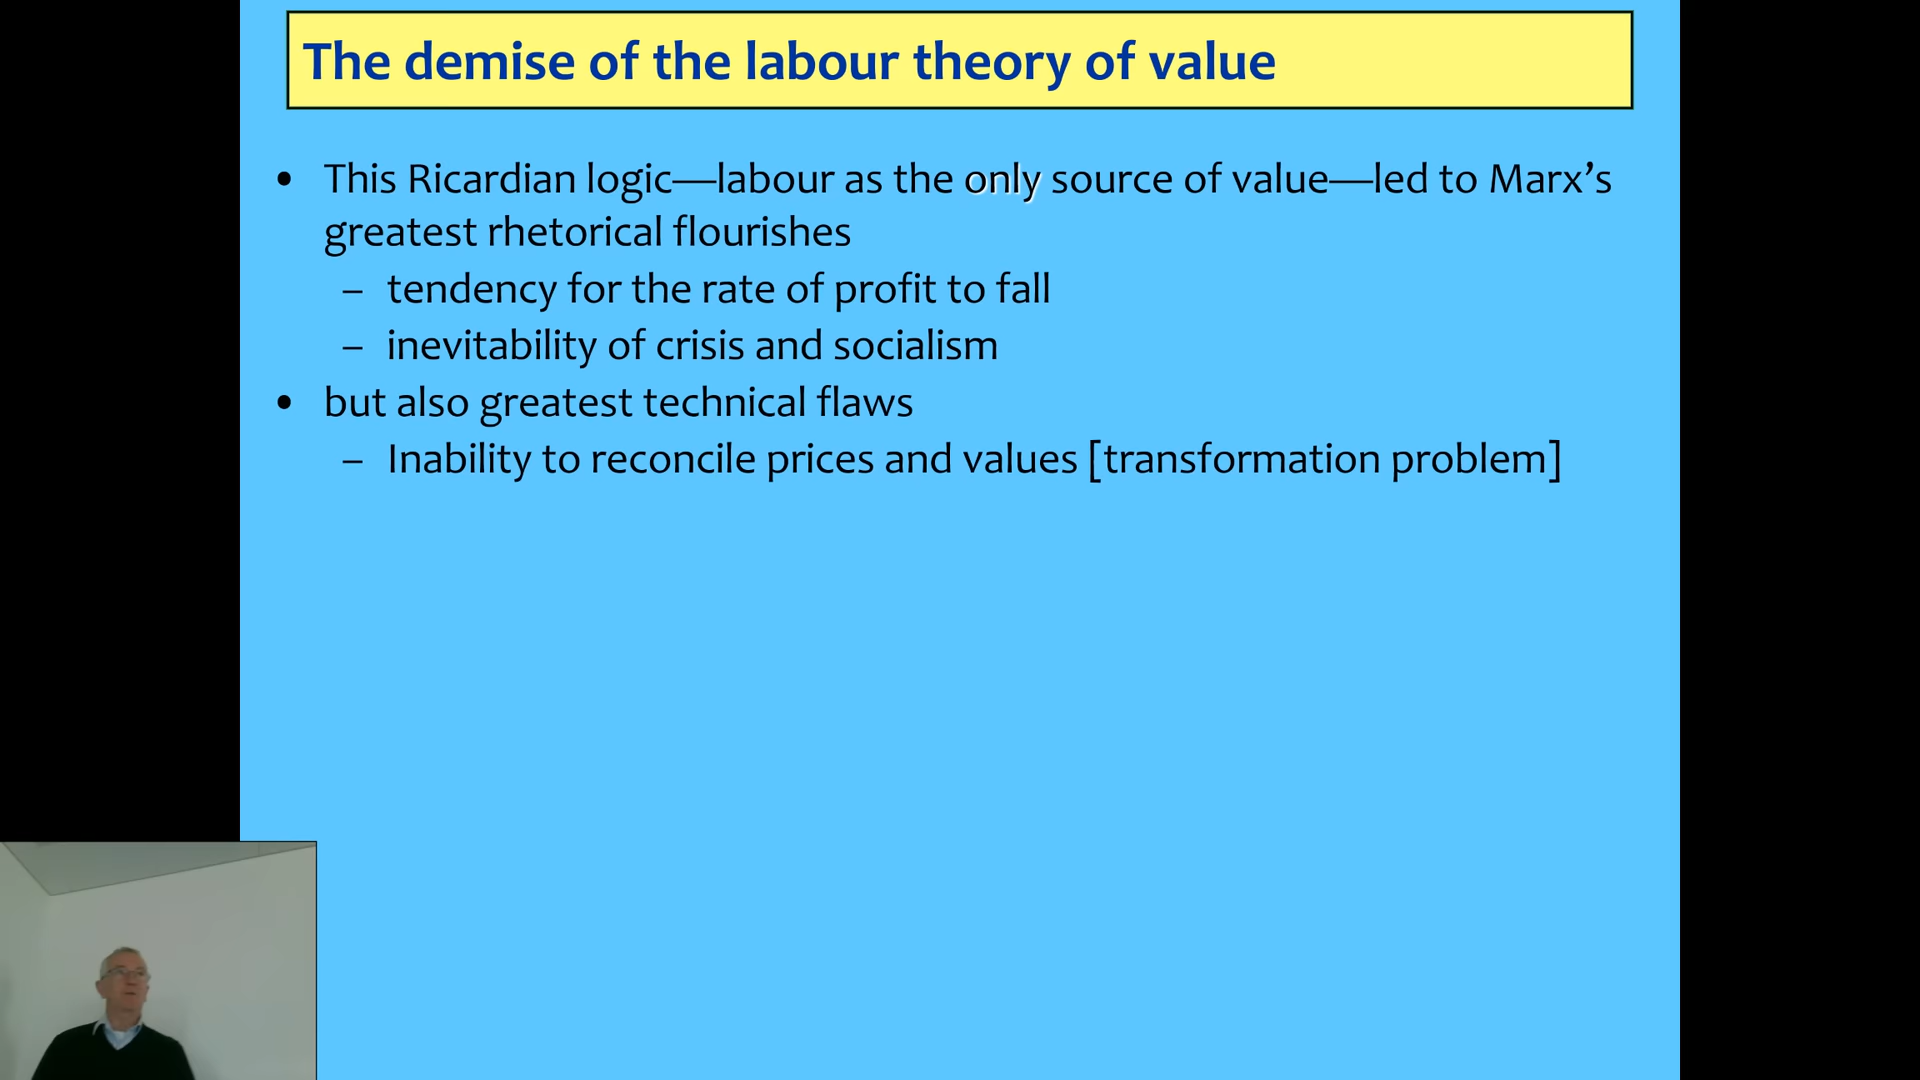 The demise of the labour theory of value
• This Ricardian logic—labour as the only source of value—led to Marx’s
greatest rhetorical flourishes
– tendency for the rate of profit to fall
– inevitability of crisis and socialism
• but also greatest technical flaws
– Inability to reconcile prices and values [transformation problem]